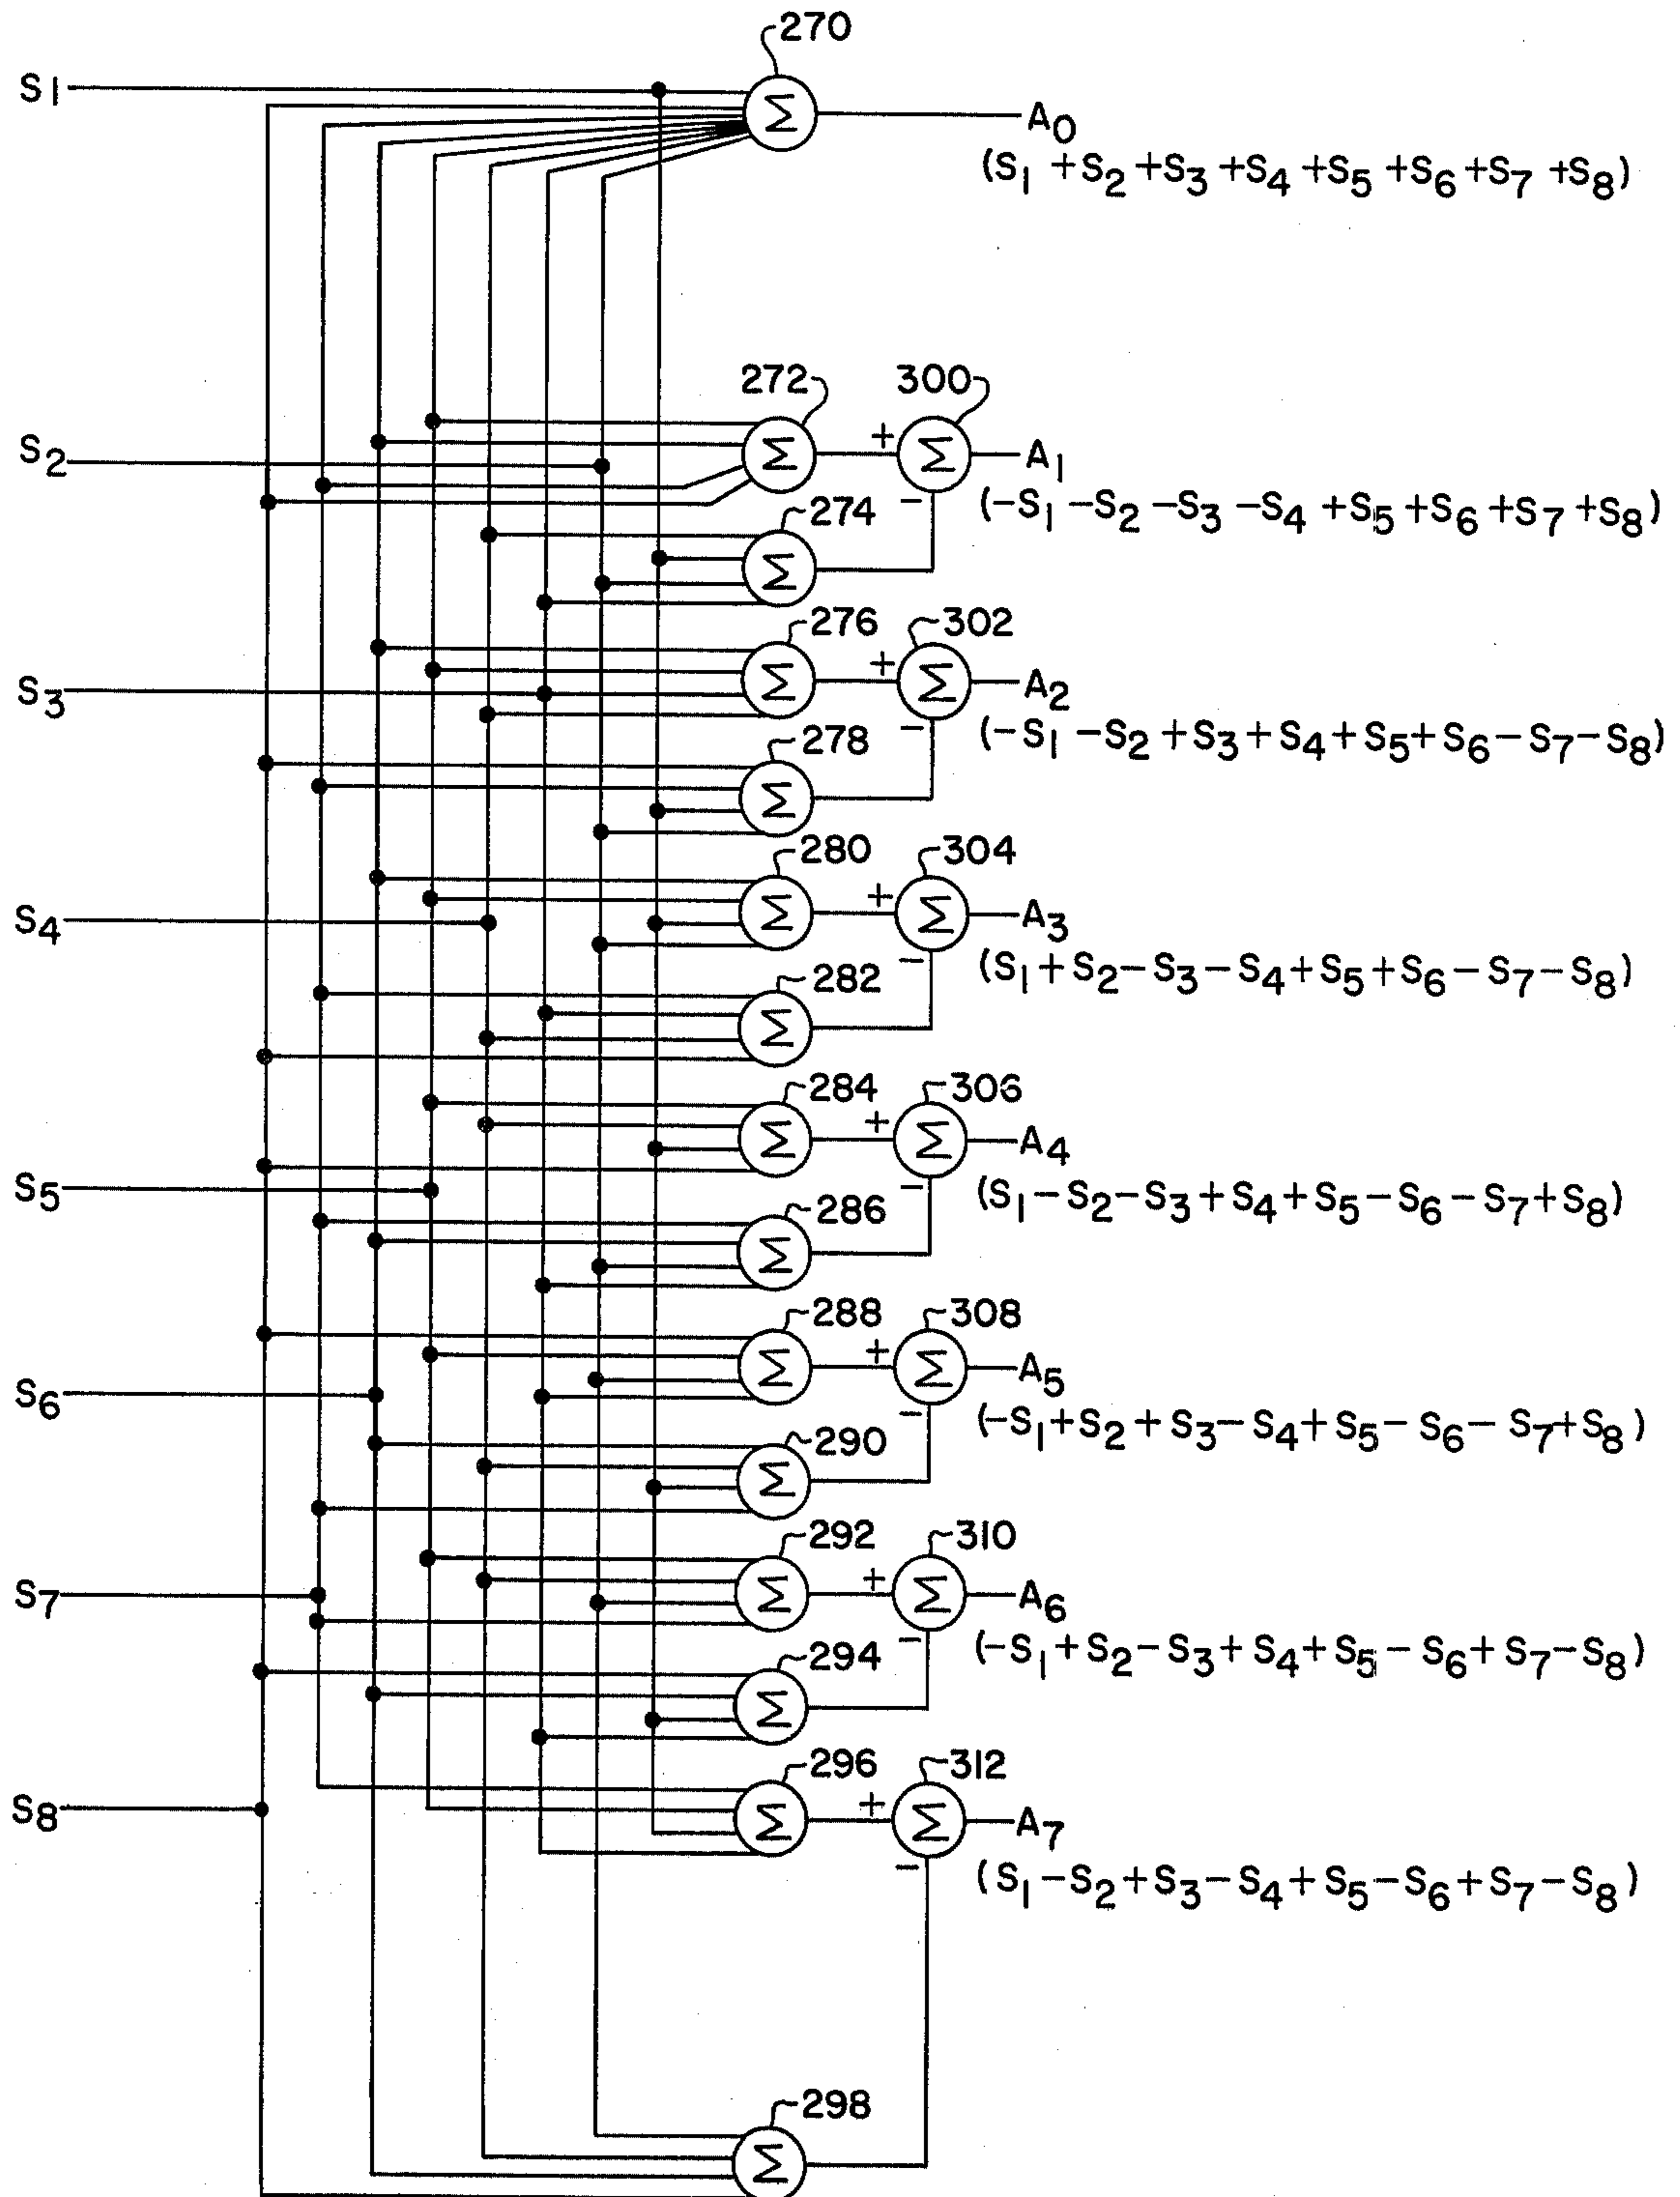 270
S1
Σ
A0
(S1 +S2 +S3 +S4 +S5 +S6 +S7 +S8)
272 300
S2
Σ + Σ
A1
(-S1 -S2 -S3 -S4 +S5 +S6 +S7 +S8)
-
274
Σ
276 302
S3
Σ + Σ
A2
(-S1 -S2 +S3 +S4 +S5 +S6 -S7 -S8)
-
278
Σ
280 304
S4
Σ + Σ
A3
(S1 +S2 -S3 -S4 +S5 +S6 -S7 -S8)
-
282
Σ
284 306
S5
Σ + Σ
A4
(S1 -S2 -S3 +S4 +S5 -S6 -S7 +S8)
-
286
Σ
288 308
S6
Σ + Σ
A5
(-S1 +S2 +S3 -S4 +S5 -S6 -S7 +S8)
-
290
Σ
292 310
S7
Σ + Σ
A6
(-S1 +S2 -S3 +S4 +S5 -S6 +S7 -S8)
-
294
Σ
296 312
S8
Σ + Σ
A7
(S1 -S2 +S3 -S4 +S5 -S6 +S7 -S8)
-
298
Σ